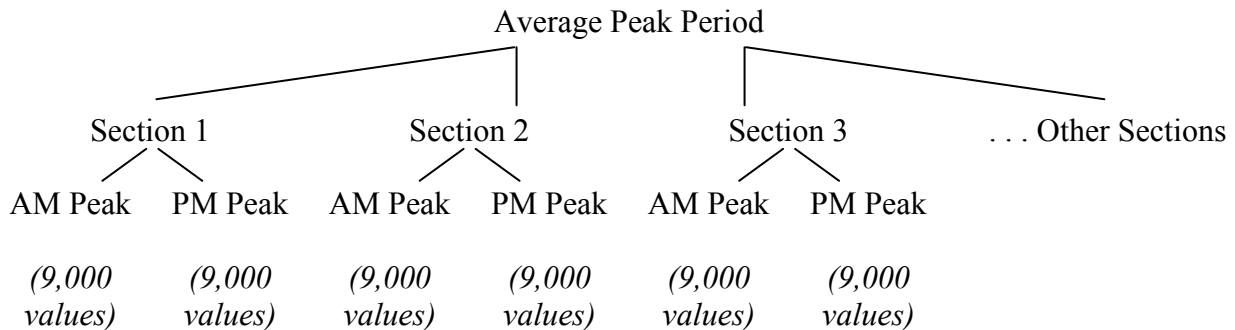 Average Peak Period
Section 1 Section 2 Section 3 . . . Other Sections
AM Peak PM Peak AM Peak PM Peak AM Peak PM Peak
(9,000 (9,000 (9,000 (9,000 (9,000 (9,000
values) values) values) values) values) values)